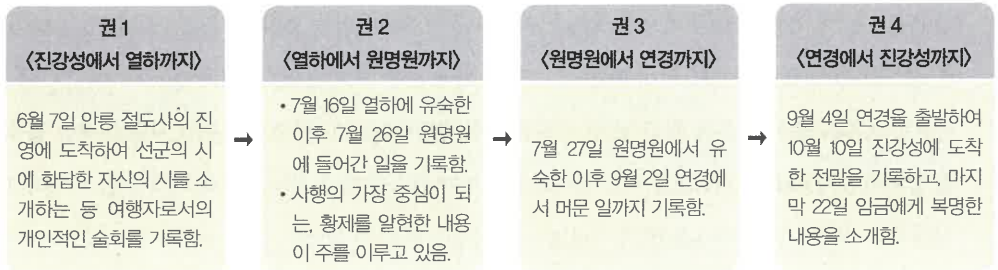 권 1
〈진강성에서 열하까지〉
6월 7일 안릉 절도사의 진
영에 도착하여 선군의 시
에 화답한 자신의 시를 소
개하는 등 여행자로서의
개인적인 술회를 기록함.
→
권 2
〈열하에서 원명원까지〉
• 7월 16일 열하에 유숙한
이후 7월 26일 원명원
에 들어간 일을 기록함.
• 사행의 가장 중심이 되
는, 황제를 알현한 내용
이 주를 이루고 있음.
→
권 3
〈원명원에서 연경까지〉
7월 27일 원명원에서 유
숙한 이후 9월 2일 연경에
서 머문 일까지 기록함.
→
권 4
〈연경에서 진강성까지〉
9월 4일 연경을 출발하여
10월 10일 진강성에 도착
한 전말을 기록하고, 마지
막 22일 임금에게 복명한
내용을 소개함.